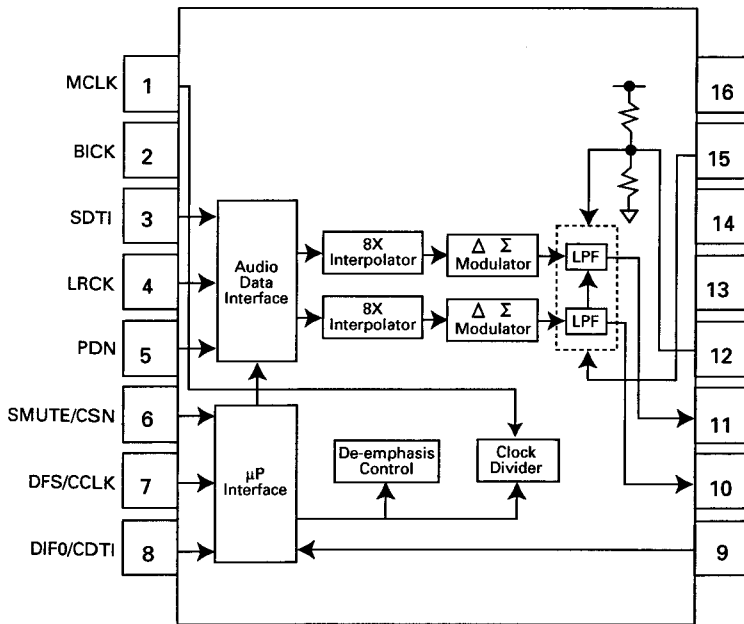 MCLK 1
BICK 2
SDTI 3
LRCK 4
PDN 5
SMUTE/CSN 6
DFS/CCLK 7
DIF0/CDTI 8
Audio
Data
Interface
µP
Interface
8X
Interpolator
8X
Interpolator
Δ Σ
Modulator
Δ Σ
Modulator
LPF
LPF
De-emphasis
Control
Clock
Divider
16
15
14
13
12
11
10
9